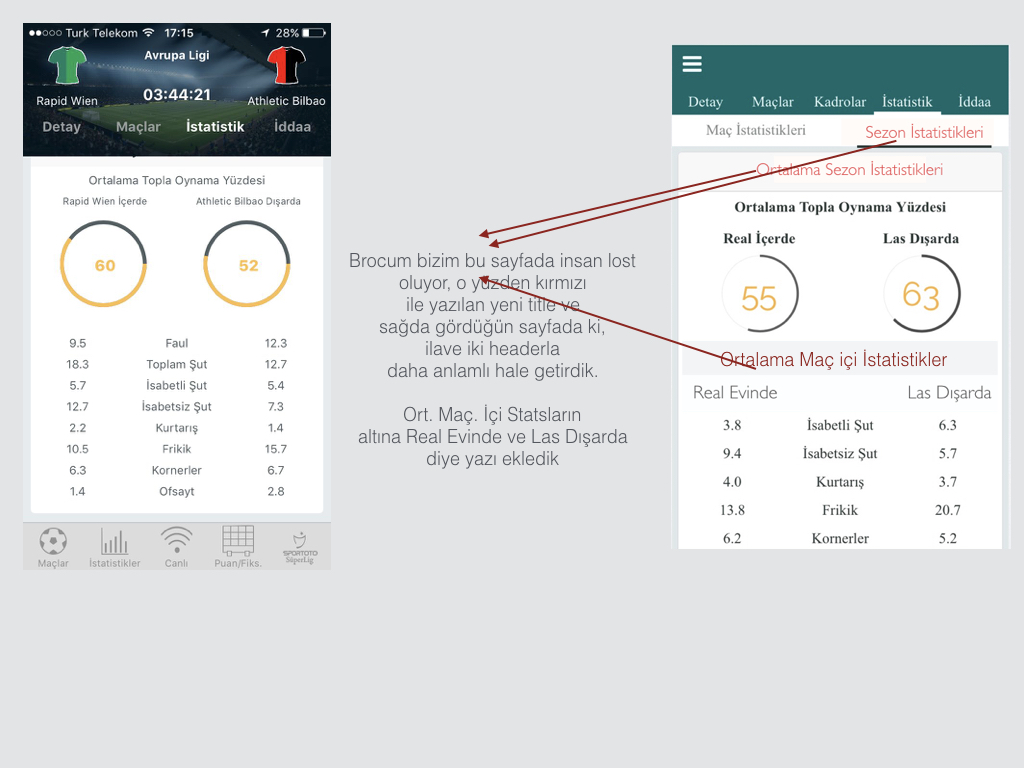 Turk Telekom 17:15 28%
Avrupa Ligi
03:44:21
Rapid Wien
Athletic Bilbao
Detay Maçlar İstatistik İddaa
Ortalama Topla Oynama Yüzdesi
Rapid Wien İçerde Athletic Bilbao Dışarda
60 52
9.5 Faul 12.3
18.3 Toplam Şut 12.7
5.7 İsabetli Şut 5.4
12.7 İsabetsiz Şut 7.3
2.2 Kurtarış 1.4
10.5 Frikik 15.7
6.3 Kornerler 6.7
1.4 Ofsayt 2.8
Maçlar İstatistikler Canlı Puan/Fiks. SPORTOTO SüperLig
Brocum bizim bu sayfada insan lost
oluyor, o yüzden kırmızı
ile yazılan yeni title ve
sağda gördüğün sayfada ki,
ilave iki headerla
daha anlamlı hale getirdik.
Ort. Maç. İçi Statsların
altına Real Evinde ve Las Dışarda
diye yazı ekledik
Detay Maçlar Kadrolar İstatistik İddaa
Maç İstatistikleri Sezon İstatistikleri
Ortalama Sezon İstatistikleri
Ortalama Topla Oynama Yüzdesi
Real İçerde Las Dışarda
55 63
Ortalama Maç içi İstatistikler
Real Evinde Las Dışarda
3.8 İsabetli Şut 6.3
9.4 İsabetsiz Şut 5.7
4.0 Kurtarış 3.7
13.8 Frikik 20.7
6.2 Kornerler 5.2